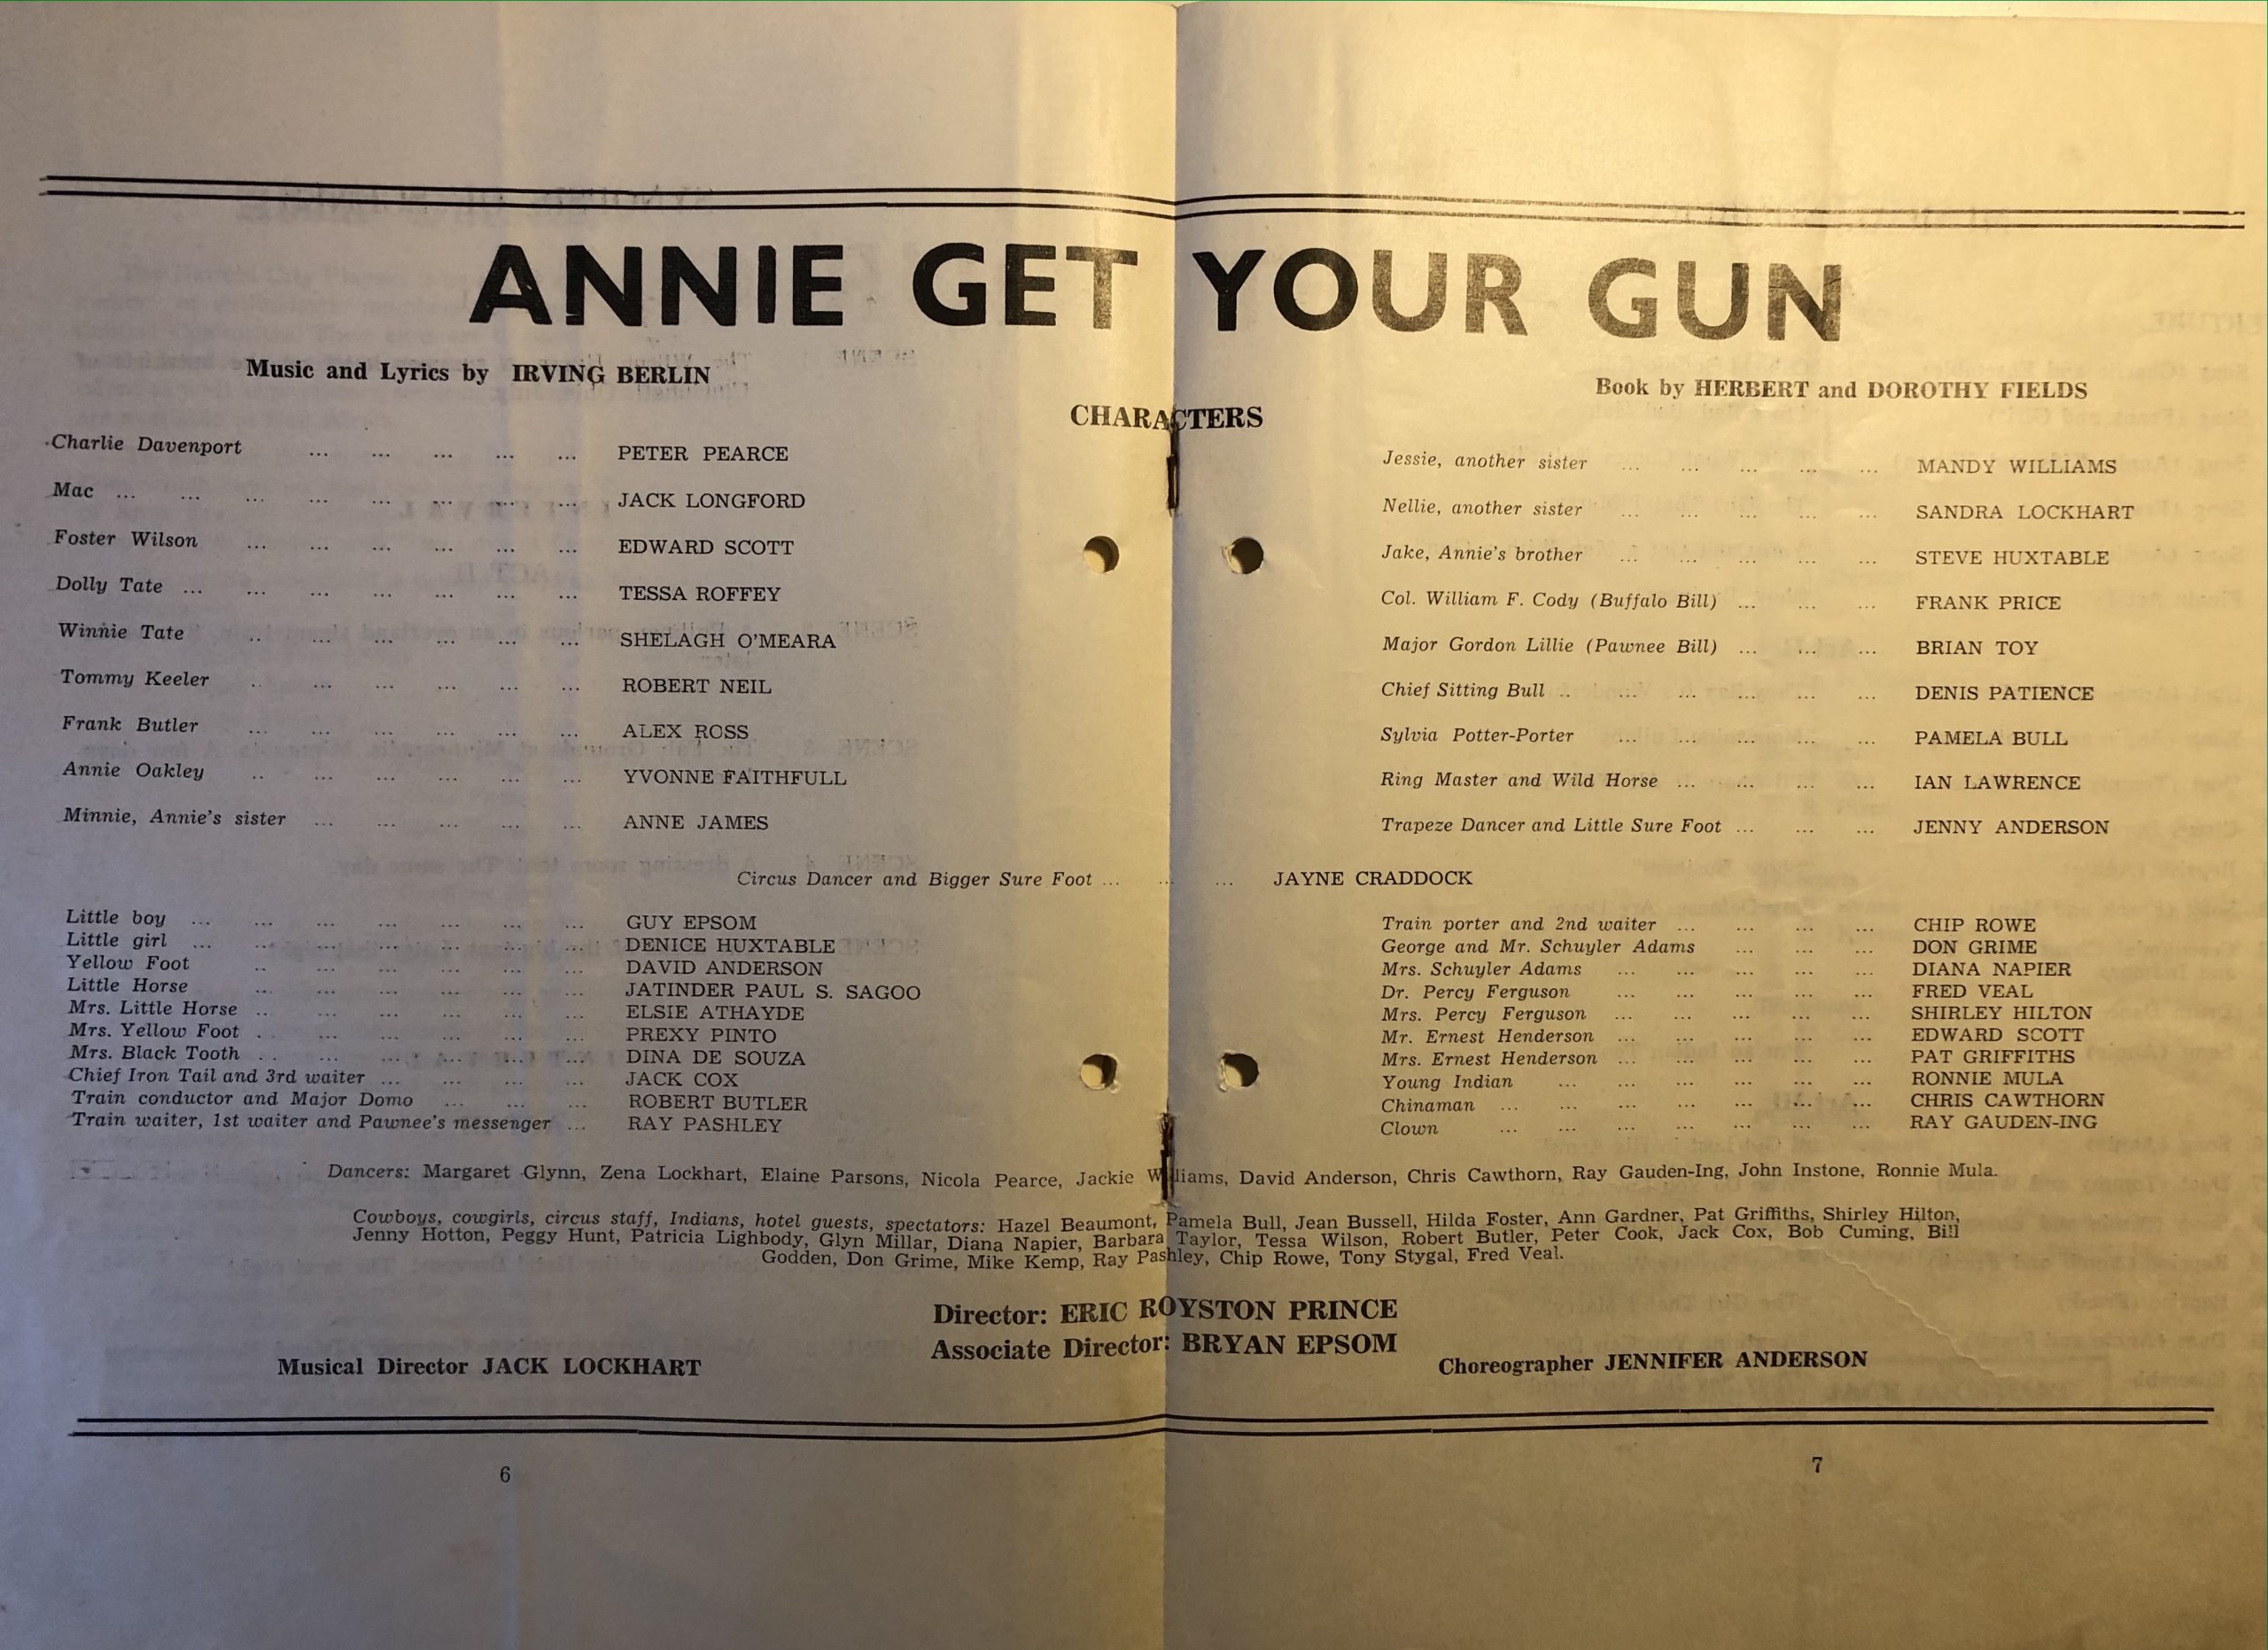 ANNIE GET YOUR GUN
Music and Lyrics by IRVING BERLIN
Book by HERBERT and DOROTHY FIELDS
CHARACTERS
Charlie Davenport ... ... ... ... ... PETER PEARCE
Mac ... ... ... ... ... ... ... ... JACK LONGFORD
Foster Wilson ... ... ... ... ... ... EDWARD SCOTT
Dolly Tate ... ... ... ... ... ... ... TESSA ROFFEY
Winnie Tate .. ... ... ... ... ... SHELAGH O'MEARA
Tommy Keeler .. ... ... ... ... ... ROBERT NEIL
Frank Butler ... ... ... ... ... ... ALEX ROSS
Annie Oakley .. ... ... ... ... ... YVONNE FAITHFULL
Minnie, Annie's sister ... ... ... ... ... ANNE JAMES
Jessie, another sister ... ... ... ... ... MANDY WILLIAMS
Nellie, another sister ... ... ... ... ... SANDRA LOCKHART
Jake, Annie's brother ... ... ... ... ... STEVE HUXTABLE
Col. William F. Cody (Buffalo Bill) ... ... ... FRANK PRICE
Major Gordon Lillie (Pawnee Bill) ... ... ... BRIAN TOY
Chief Sitting Bull .. ... ... ... ... ... DENIS PATIENCE
Sylvia Potter-Porter ... ... ... ... ... PAMELA BULL
Ring Master and Wild Horse ... ... ... ... IAN LAWRENCE
Trapeze Dancer and Little Sure Foot ... ... ... JENNY ANDERSON
Circus Dancer and Bigger Sure Foot ... ... ... JAYNE CRADDOCK
Little boy ... ... ... ... ... ... ... GUY EPSOM
Little girl ... .. ... ... ... ... ... DENICE HUXTABLE
Yellow Foot .. ... ... ... ... ... DAVID ANDERSON
Little Horse ... ... ... ... ... ... JATINDER PAUL S. SAGOO
Mrs. Little Horse .. ... ... ... ... ... ELSIE ATHAYDE
Mrs. Yellow Foot . ... ... ... ... ... PREXY PINTO
Mrs. Black Tooth . . ... ... ... ... ... DINA DE SOUZA
Chief Iron Tail and 3rd waiter ... ... ... ... JACK COX
Train conductor and Major Domo ... ... ... ROBERT BUTLER
Train waiter, 1st waiter and Pawnee's messenger ... RAY PASHLEY
Train porter and 2nd waiter ... ... ... ... CHIP ROWE
George and Mr. Schuyler Adams ... ... ... DON GRIME
Mrs. Schuyler Adams ... ... ... ... ... DIANA NAPIER
Dr. Percy Ferguson ... ... ... ... ... FRED VEAL
Mrs. Percy Ferguson ... ... ... ... ... SHIRLEY HILTON
Mr. Ernest Henderson ... ... ... ... ... EDWARD SCOTT
Mrs. Ernest Henderson ... ... ... ... ... PAT GRIFFITHS
Young Indian ... ... ... ... ... ... RONNIE MULA
Chinaman ... ... ... ... ... ... ... CHRIS CAWTHORN
Clown ... ... ... ... ... ... ... RAY GAUDEN-ING
Dancers: Margaret Glynn, Zena Lockhart, Elaine Parsons, Nicola Pearce, Jackie Williams, David Anderson, Chris Cawthorn, Ray Gauden-Ing, John Instone, Ronnie Mula.
Cowboys, cowgirls, circus staff, Indians, hotel guests, spectators: Hazel Beaumont, Pamela Bull, Jean Bussell, Hilda Foster, Ann Gardner, Pat Griffiths, Shirley Hilton,
Jenny Hotton, Peggy Hunt, Patricia Lighbody, Glyn Millar, Diana Napier, Barbara Taylor, Tessa Wilson, Robert Butler, Peter Cook, Jack Cox, Bob Cuming, Bill
Godden, Don Grime, Mike Kemp, Ray Pashley, Chip Rowe, Tony Stygal, Fred Veal.
Director: ERIC ROYSTON PRINCE
Associate Director: BRYAN EPSOM
Musical Director JACK LOCKHART
Choreographer JENNIFER ANDERSON
6
7